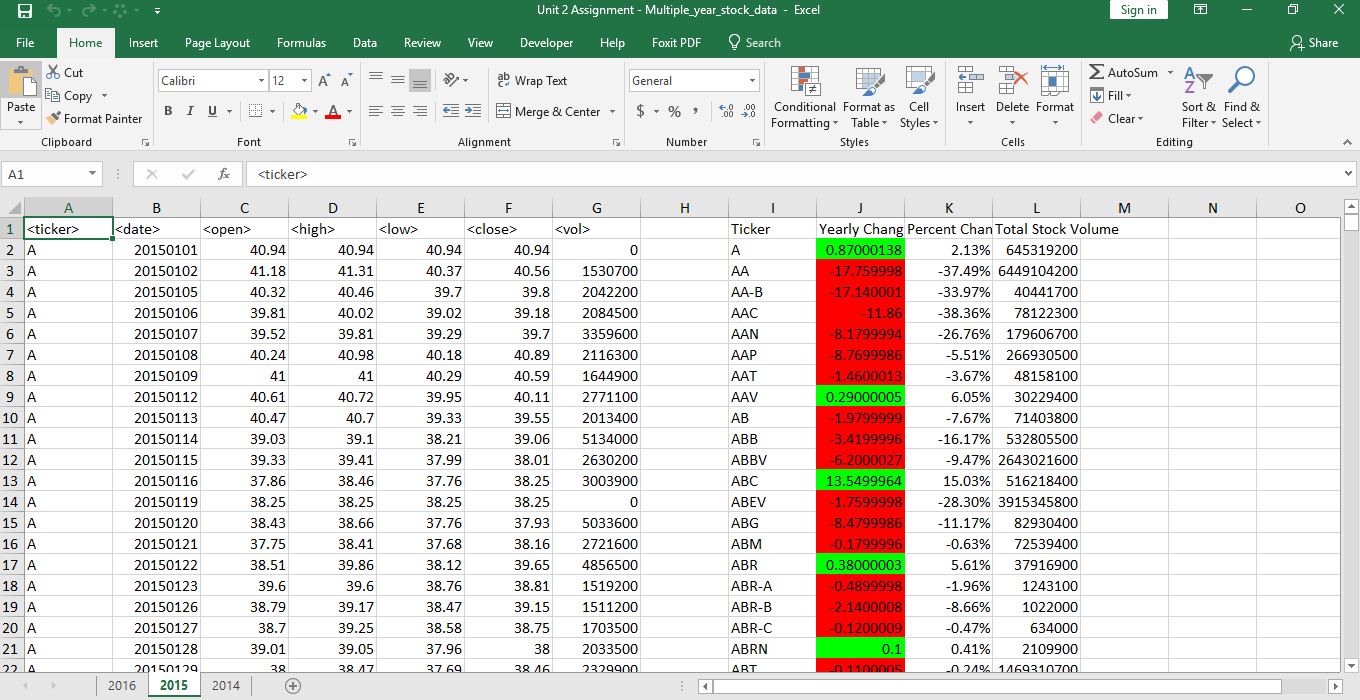 Unit 2 Assignment - Multiple_year_stock_data - Excel Sign in
File Home Insert Page Layout Formulas Data Review View Developer Help Foxit PDF Search Share
Paste Cut Copy Format Painter Clipboard
Calibri 12 A A B I U A Font
ab Wrap Text Merge & Center Alignment
General $ % , Number
Conditional Formatting Format as Table Cell Styles Styles
Insert Delete Format Cells
AutoSum Fill Clear Sort & Filter Find & Select Editing
A1 fx <ticker>
A B C D E F G H I J K L M N O
1 <ticker> <date> <open> <high> <low> <close> <vol> Ticker Yearly Chang Percent Chan Total Stock Volume
2 A 20150101 40.94 40.94 40.94 40.94 0 A 0.87000138 2.13% 645319200
3 A 20150102 41.18 41.31 40.37 40.56 1530700 AA -17.759998 -37.49% 6449104200
4 A 20150105 40.32 40.46 39.7 39.8 2042200 AA-B -17.140001 -33.97% 40441700
5 A 20150106 39.81 40.02 39.02 39.18 2084500 AAC -11.86 -38.36% 78122300
6 A 20150107 39.52 39.81 39.29 39.7 3359600 AAN -8.1799994 -26.76% 179606700
7 A 20150108 40.24 40.98 40.18 40.89 2116300 AAP -8.7699986 -5.51% 266930500
8 A 20150109 41 41 40.29 40.59 1644900 AAT -1.4600013 -3.67% 48158100
9 A 20150112 40.61 40.72 39.95 40.11 2771100 AAV 0.29000005 6.05% 30229400
10 A 20150113 40.47 40.7 39.33 39.55 2013400 AB -1.9799999 -7.67% 71403800
11 A 20150114 39.03 39.1 38.21 39.06 5134000 ABB -3.4199996 -16.17% 532805500
12 A 20150115 39.33 39.41 37.99 38.01 2630200 ABBV -6.2000027 -9.47% 2643021600
13 A 20150116 37.86 38.46 37.76 38.25 3003900 ABC 13.5499964 15.03% 516218400
14 A 20150119 38.25 38.25 38.25 38.25 0 ABEV -1.7599998 -28.30% 3915345800
15 A 20150120 38.43 38.66 37.76 37.93 5033600 ABG -8.4799986 -11.17% 82930400
16 A 20150121 37.75 38.41 37.68 38.16 2721600 ABM -0.1799996 -0.63% 72539400
17 A 20150122 38.51 39.86 38.12 39.65 4856500 ABR 0.38000003 5.61% 37916900
18 A 20150123 39.6 39.6 38.76 38.81 1519200 ABR-A -0.4899998 -1.96% 1243100
19 A 20150126 38.79 39.17 38.47 39.15 1511200 ABR-B -2.1400008 -8.66% 1022000
20 A 20150127 38.7 39.25 38.58 38.75 1703500 ABR-C -0.1200009 -0.47% 634000
21 A 20150128 39.01 39.05 37.96 38 2033500 ABRN 0.1 0.41% 2109900
22 A 20150129 38 38.47 37.69 38.46 2329900 ABT -0.1100005 -0.24% 1469310700
2016 2015 2014